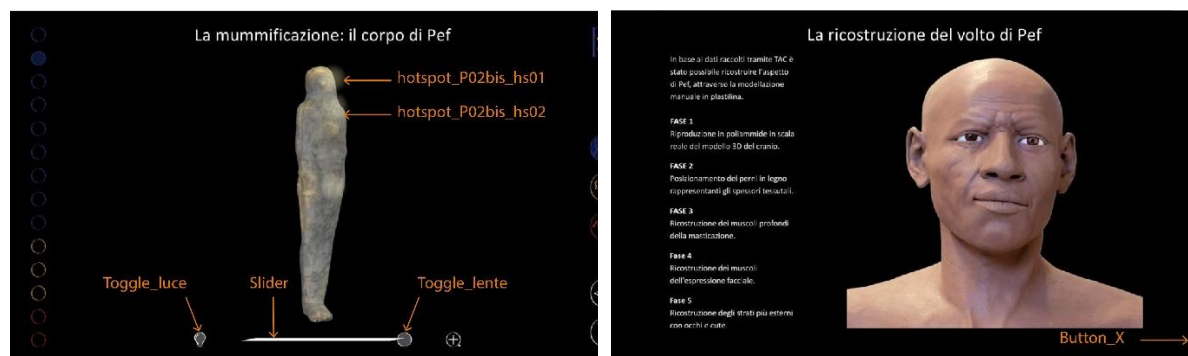 La mummificazione: il corpo di Pef
hotspot_P02bis_hs01
hotspot_P02bis_hs02
Toggle_luce
Slider
Toggle_lente
La ricostruzione del volto di Pef
In base ai dati raccolti tramite TAC è
stato possibile ricostruire l'aspetto
di Pef, attraverso la modellazione
manuale in plastilina.
FASE 1
Riproduzione in poliammide in scala
reale del modello 3D del cranio.
FASE 2
Posizionamento dei perni in legno
rappresentanti gli spessori tessutali.
FASE 3
Ricostruzione dei muscoli profondi
della masticazione.
Fase 4
Ricostruzione dei muscoli
dell'espressione facciale.
Fase 5
Ricostruzione degli strati più esterni
con occhi e cute.
Button_X